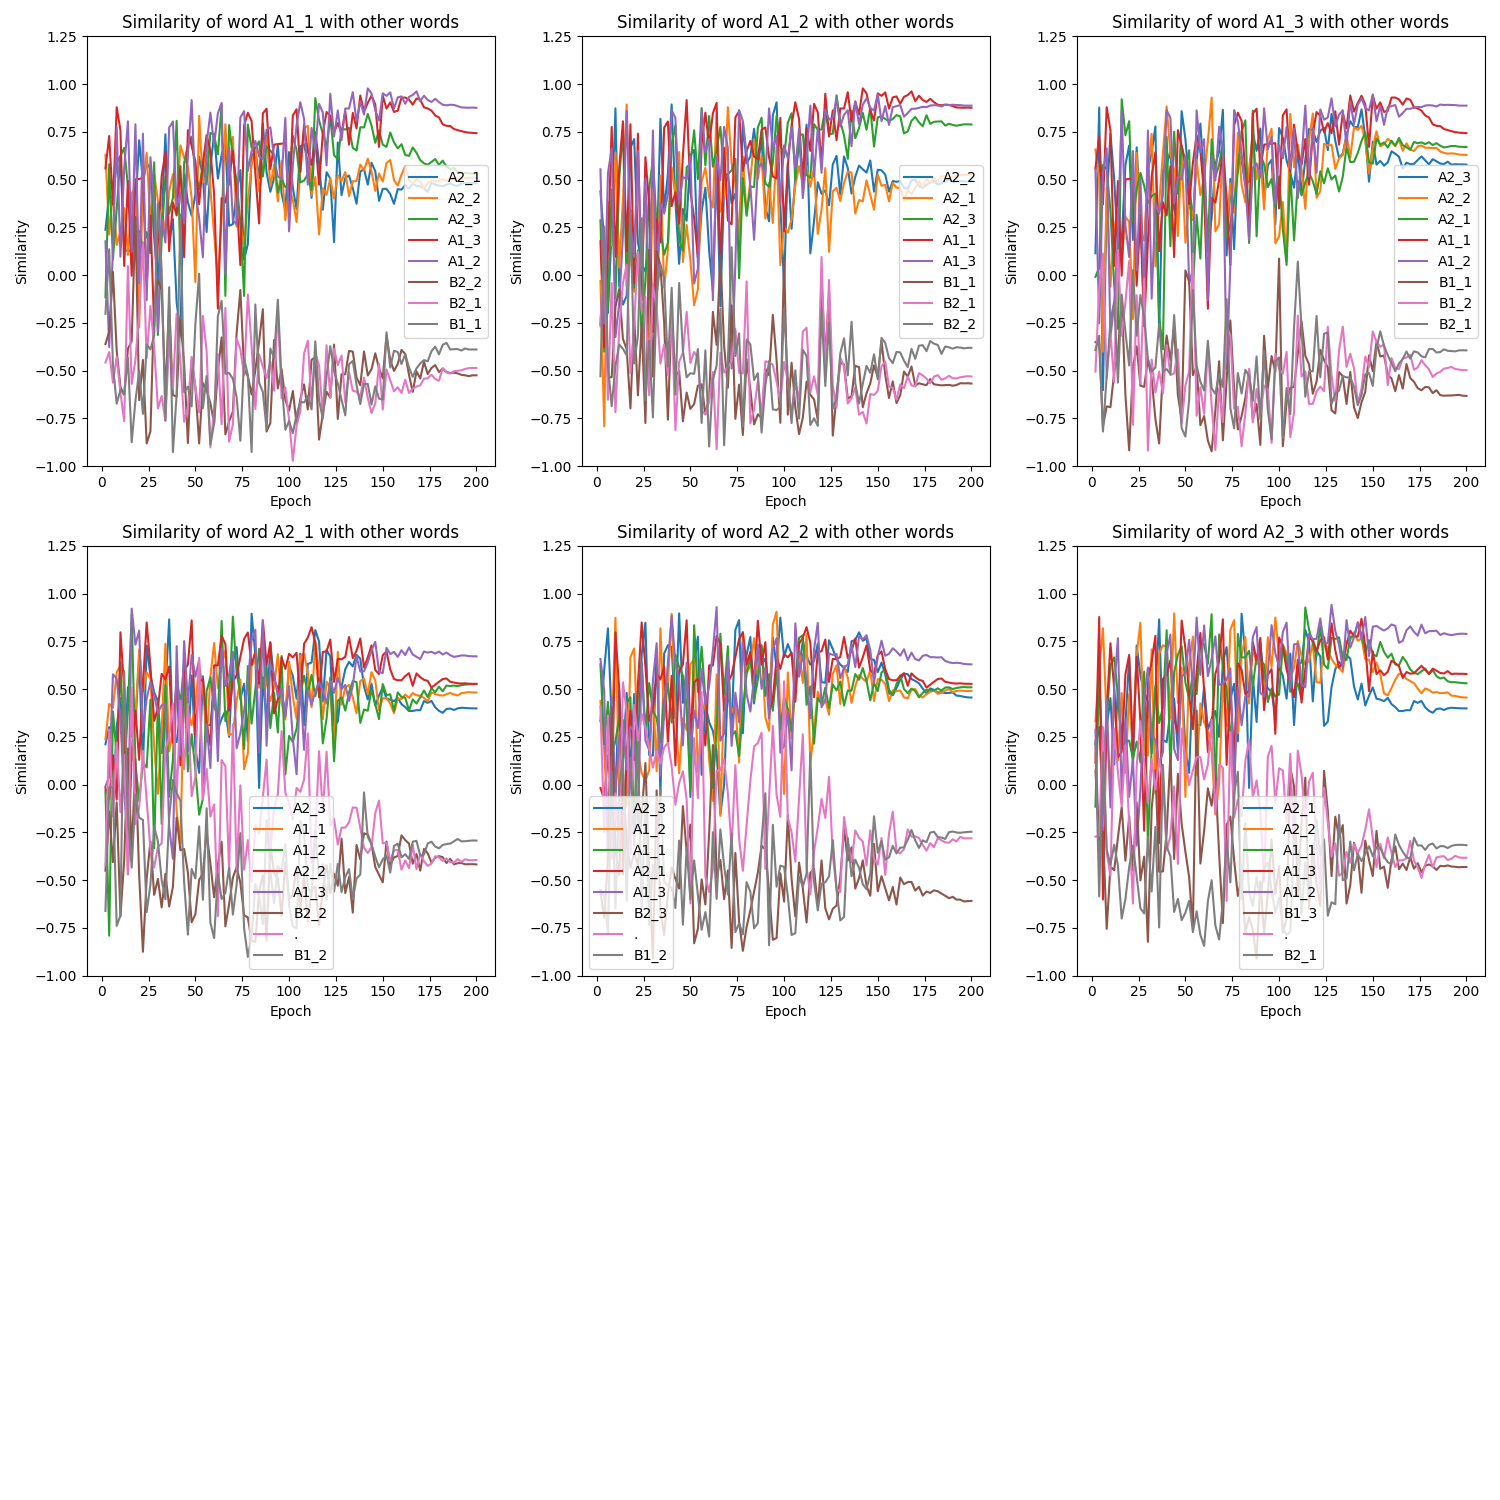 Similarity of word A1_1 with other words
1.25
1.00
0.75
0.50
0.25
0.00
−0.25
−0.50
−0.75
−1.00
Similarity
0 25 50 75 100 125 150 175 200
Epoch
A2_1
A2_2
A2_3
A1_3
A1_2
B2_2
B2_1
B1_1
Similarity of word A1_2 with other words
1.25
1.00
0.75
0.50
0.25
0.00
−0.25
−0.50
−0.75
−1.00
Similarity
0 25 50 75 100 125 150 175 200
Epoch
A2_2
A2_1
A2_3
A1_1
A1_3
B1_1
B2_1
B2_2
Similarity of word A1_3 with other words
1.25
1.00
0.75
0.50
0.25
0.00
−0.25
−0.50
−0.75
−1.00
Similarity
0 25 50 75 100 125 150 175 200
Epoch
A2_3
A2_2
A2_1
A1_1
A1_2
B1_1
B1_2
B2_1
Similarity of word A2_1 with other words
1.25
1.00
0.75
0.50
0.25
0.00
−0.25
−0.50
−0.75
−1.00
Similarity
0 25 50 75 100 125 150 175 200
Epoch
A2_3
A1_1
A1_2
A2_2
A1_3
B2_2
.
B1_2
Similarity of word A2_2 with other words
1.25
1.00
0.75
0.50
0.25
0.00
−0.25
−0.50
−0.75
−1.00
Similarity
0 25 50 75 100 125 150 175 200
Epoch
A2_3
A1_2
A1_1
A2_1
A1_3
B2_3
.
B1_2
Similarity of word A2_3 with other words
1.25
1.00
0.75
0.50
0.25
0.00
−0.25
−0.50
−0.75
−1.00
Similarity
0 25 50 75 100 125 150 175 200
Epoch
A2_1
A2_2
A1_1
A1_3
A1_2
B1_3
.
B2_1